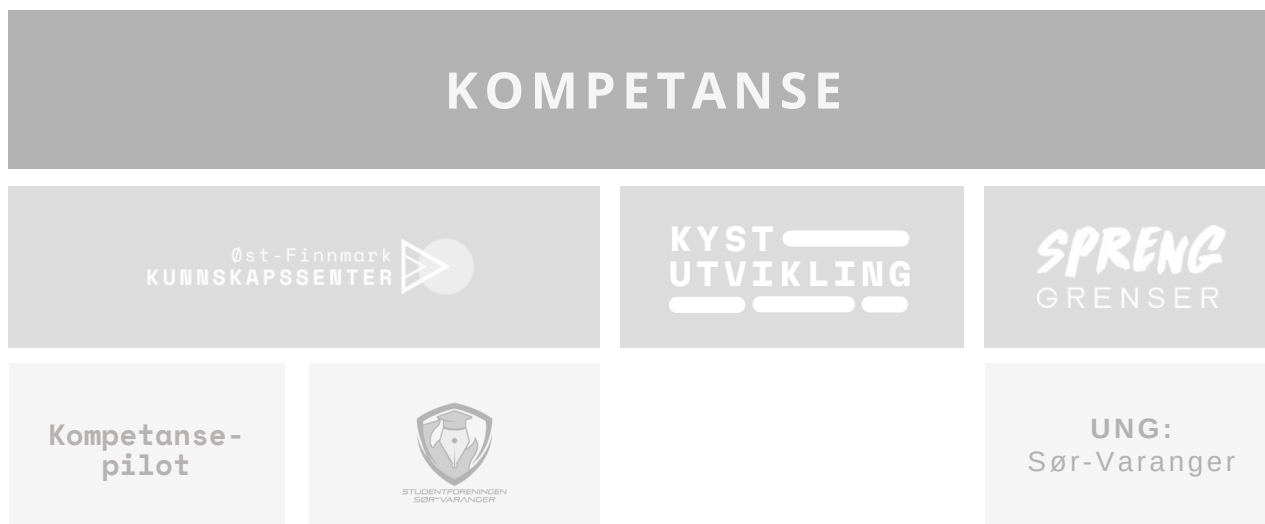 KOMPETANSE
Øst-Finnmark
KUNNSKAPSSENTER
KYST
UTVIKLING
SPRENG
GRENSER
Kompetanse-
pilot
STUDENTFORENINGEN
SØR-VARANGER
UNG:
Sør-Varanger